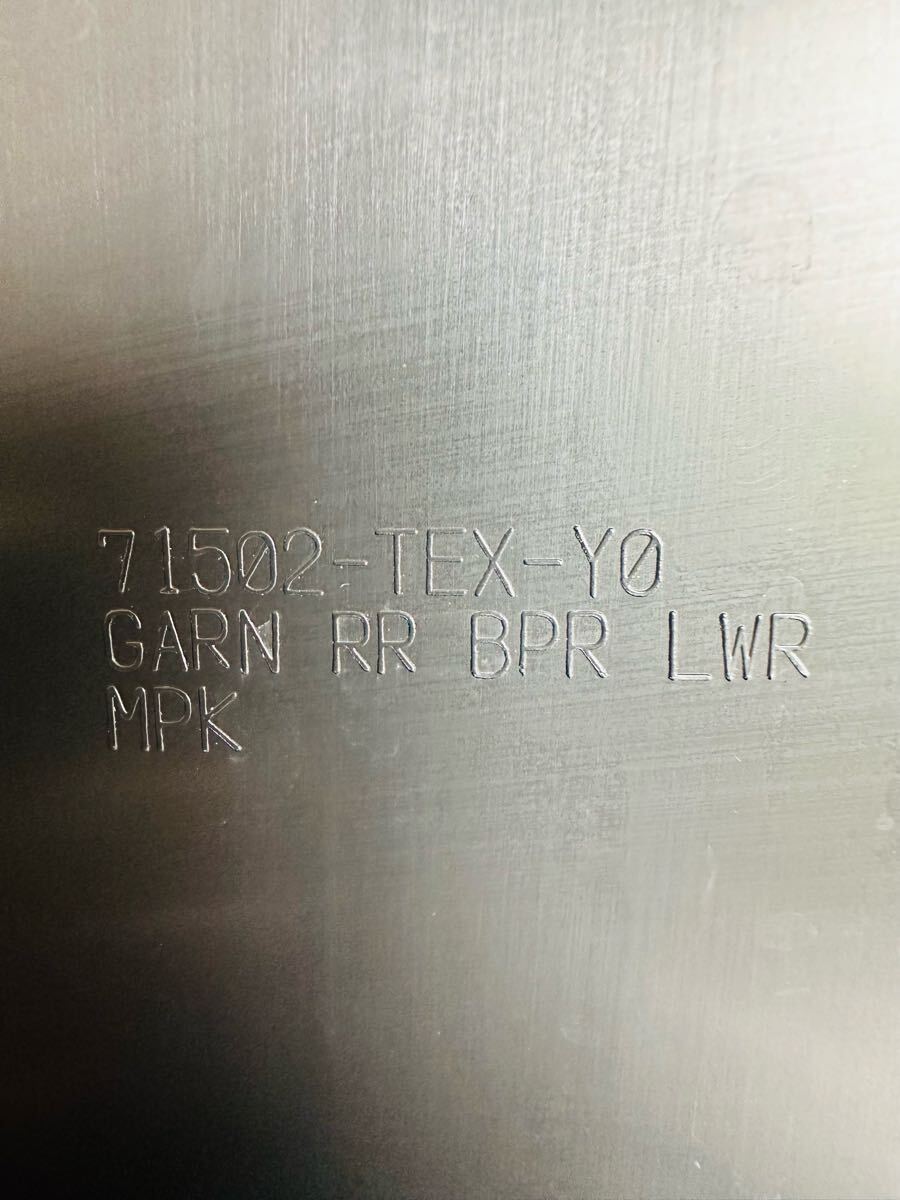 71502-TEX-Y0
GARN RR BPR LWR
MPK